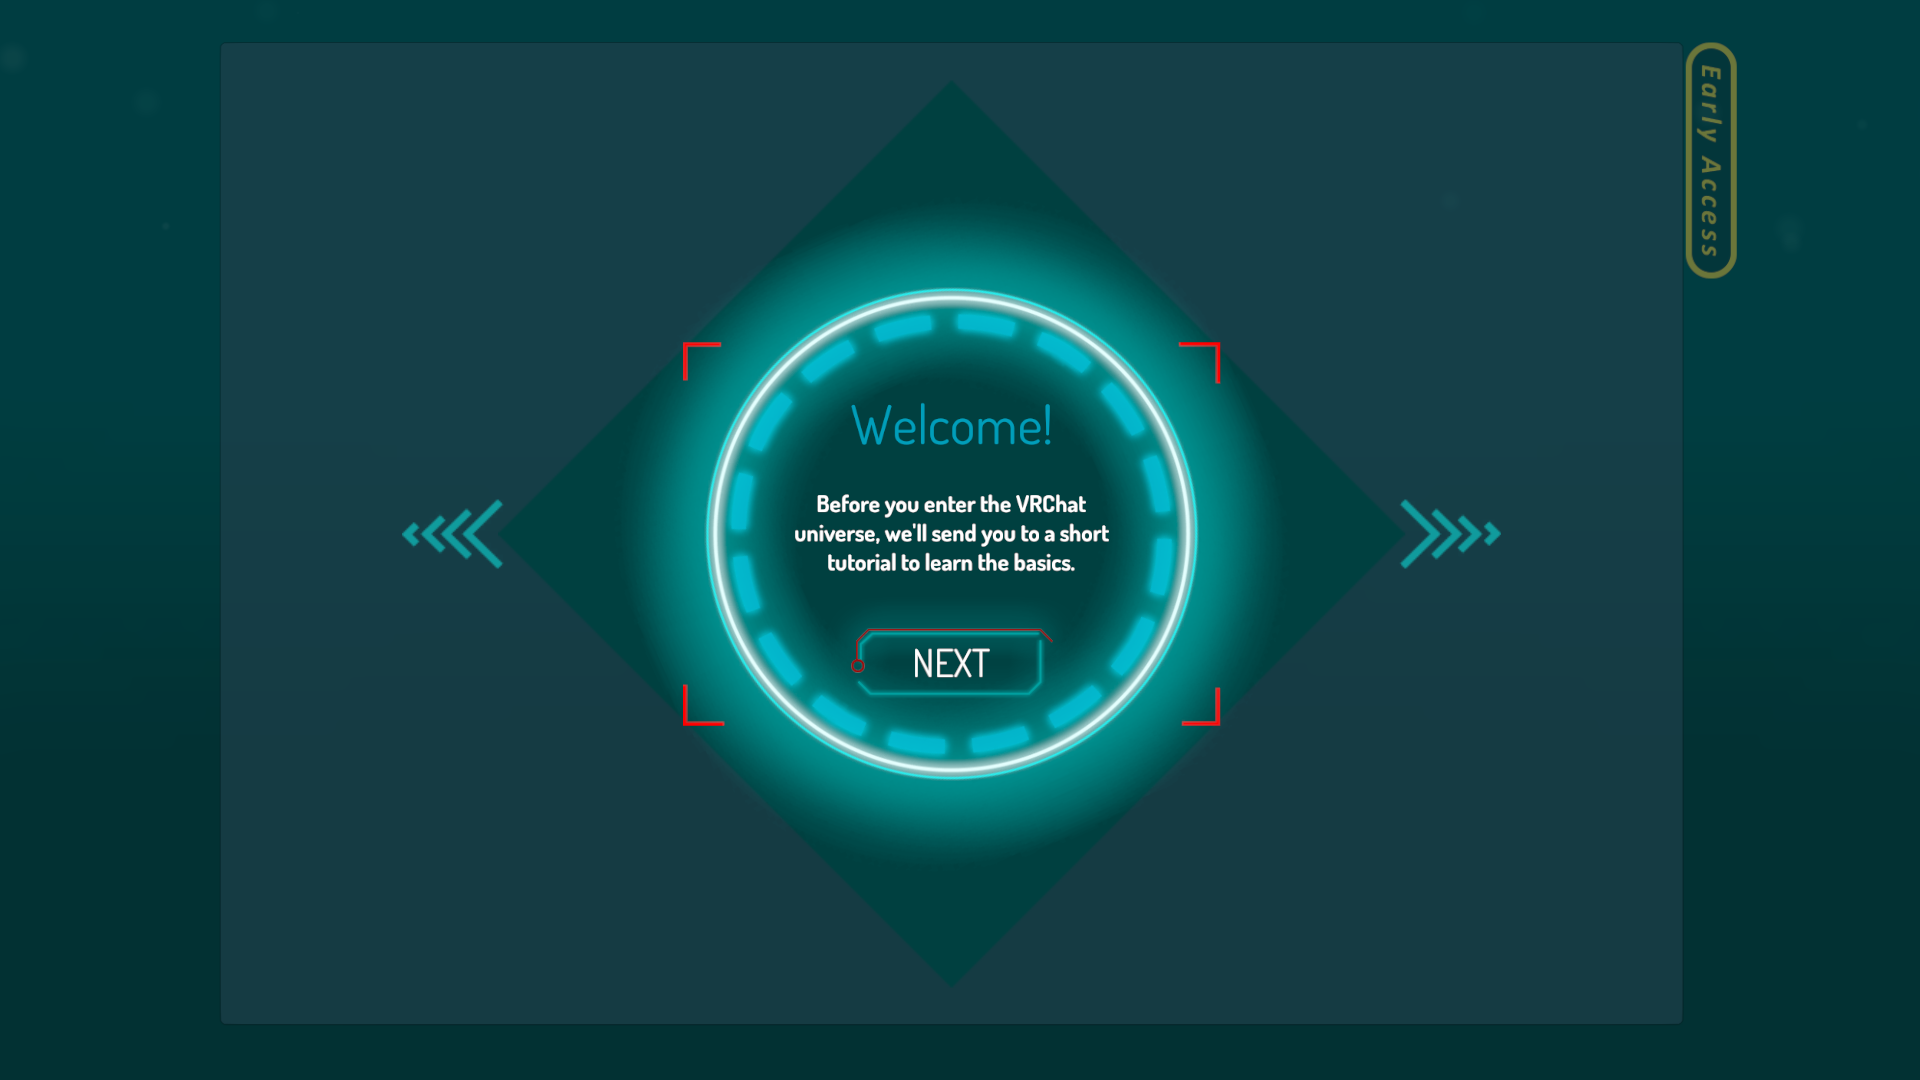 Early Access
Welcome!
Before you enter the VRChat
universe, we'll send you to a short
tutorial to learn the basics.
NEXT